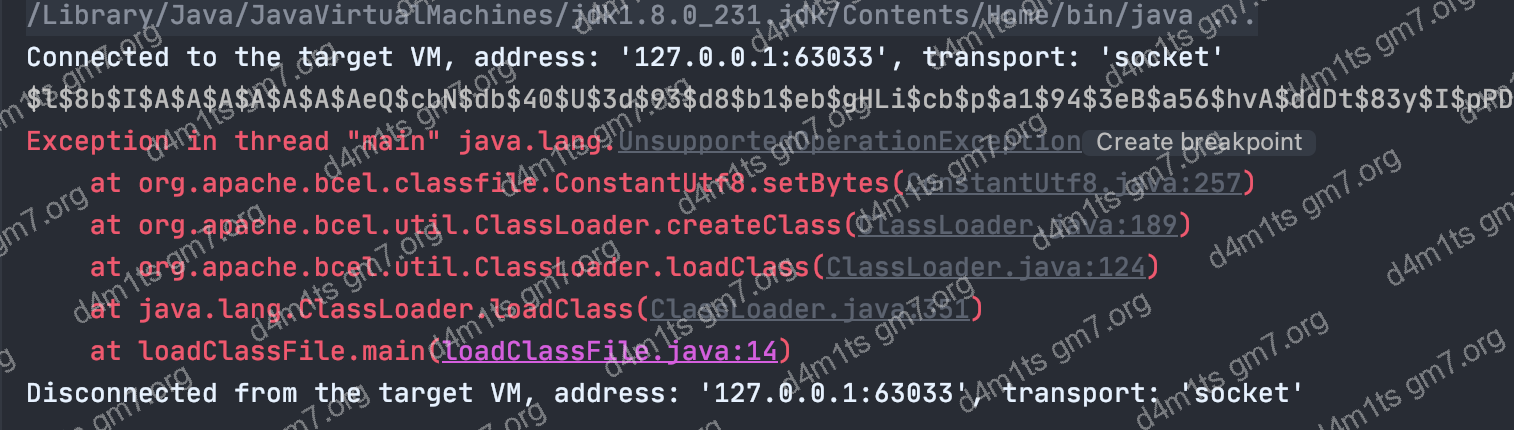 /Library/Java/JavaVirtualMachines/jdk1.8.0_231.jdk/Contents/Home/bin/java ...
Connected to the target VM, address: '127.0.0.1:63033', transport: 'socket'
$l$8b$I$A$A$A$A$A$A$AeQ$cbN$db$40$U$3d$93$d8$b1$eb$gHLi$cb$p$a1$94$3eB$a56$hvA$ddDt$83y$I$pPD
Exception in thread "main" java.lang.UnsupportedOperationException Create breakpoint
at org.apache.bcel.classfile.ConstantUtf8.setBytes(ConstantUtf8.java:257)
at org.apache.bcel.util.ClassLoader.createClass(ClassLoader.java:189)
at org.apache.bcel.util.ClassLoader.loadClass(ClassLoader.java:124)
at java.lang.ClassLoader.loadClass(ClassLoader.java:351)
at loadClassFile.main(loadClassFile.java:14)
Disconnected from the target VM, address: '127.0.0.1:63033', transport: 'socket'
d4m1ts gm7.org